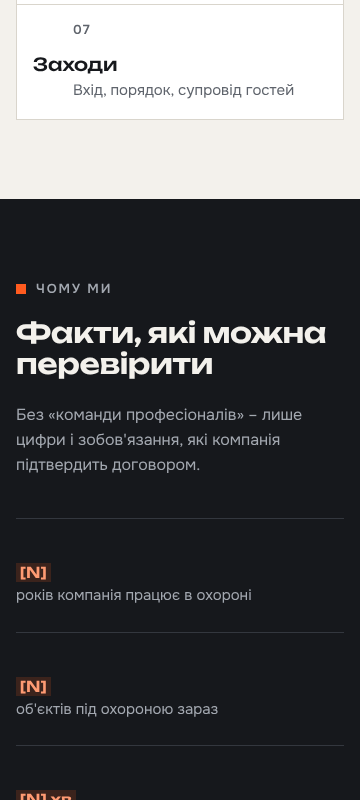 07
Заходи
Вхід, порядок, супровід гостей
ЧОМУ МИ
Факти, які можна
перевірити
Без «команди професіоналів» – лише
цифри і зобов'язання, які компанія
підтвердить договором.
[N]
років компанія працює в охороні
[N]
об'єктів під охороною зараз
[N] хв